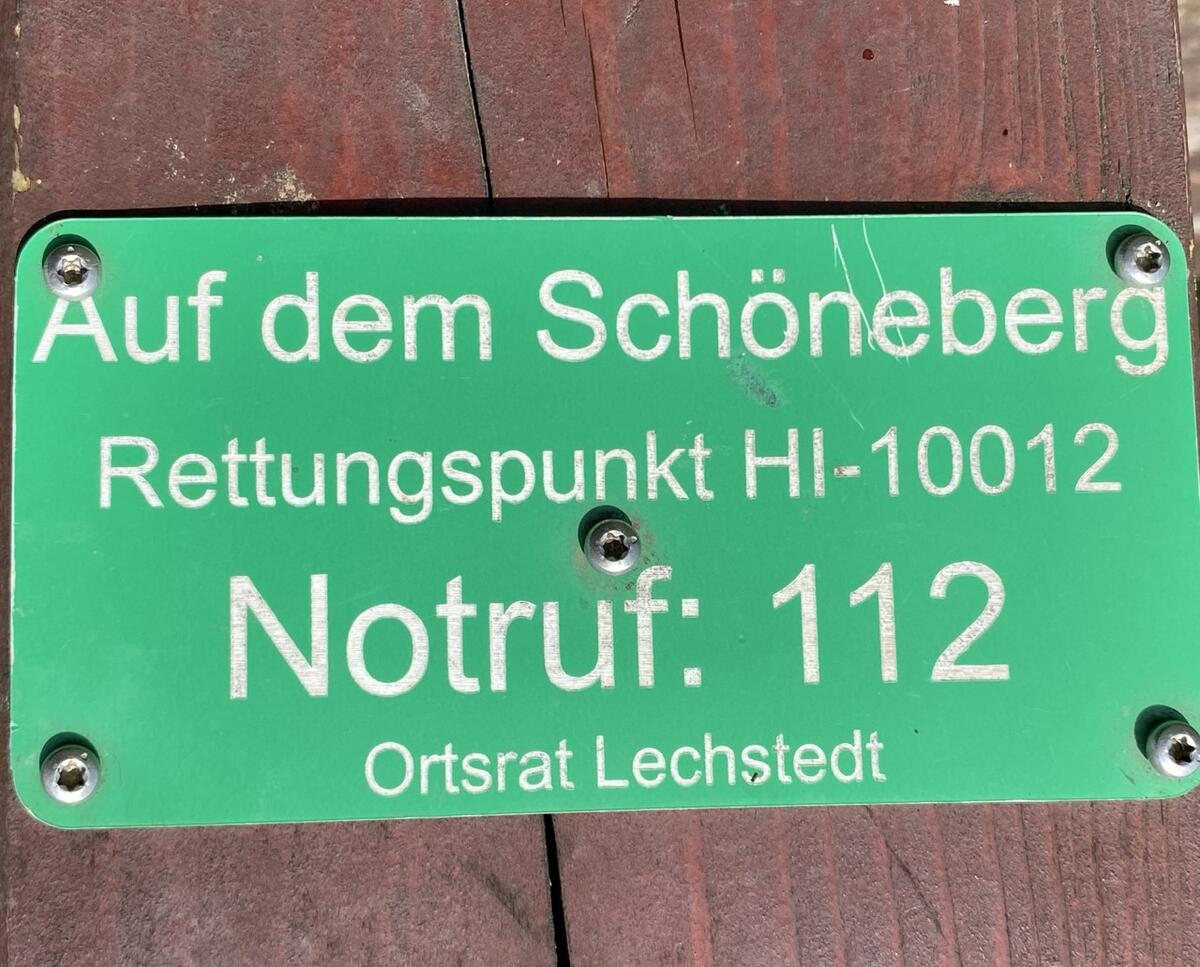 Auf dem Schöneberg
Rettungspunkt HI-10012
Notruf: 112
Ortsrat Lechstedt